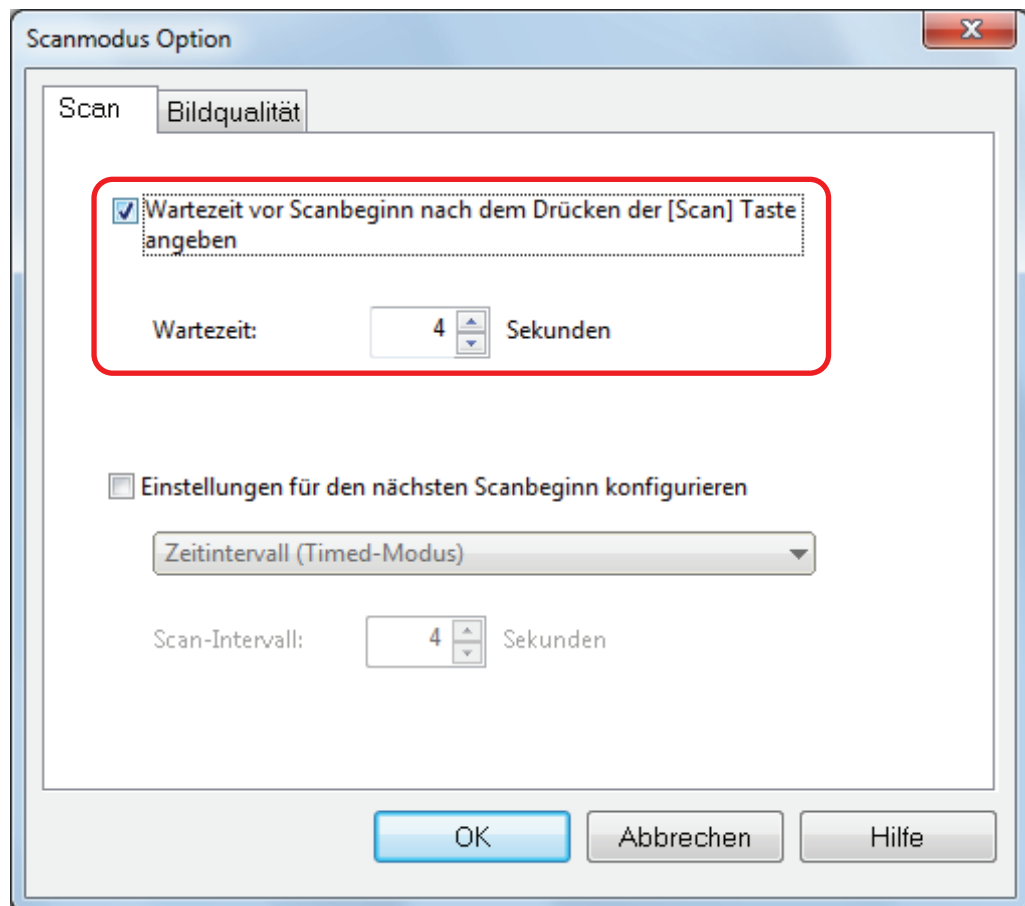 Scanmodus Option
Scan
Bildqualität
Wartezeit vor Scanbeginn nach dem Drücken der [Scan] Taste
angeben
Wartezeit: 4 Sekunden
Einstellungen für den nächsten Scanbeginn konfigurieren
Zeitintervall (Timed-Modus)
Scan-Intervall: 4 Sekunden
OK Abbrechen Hilfe